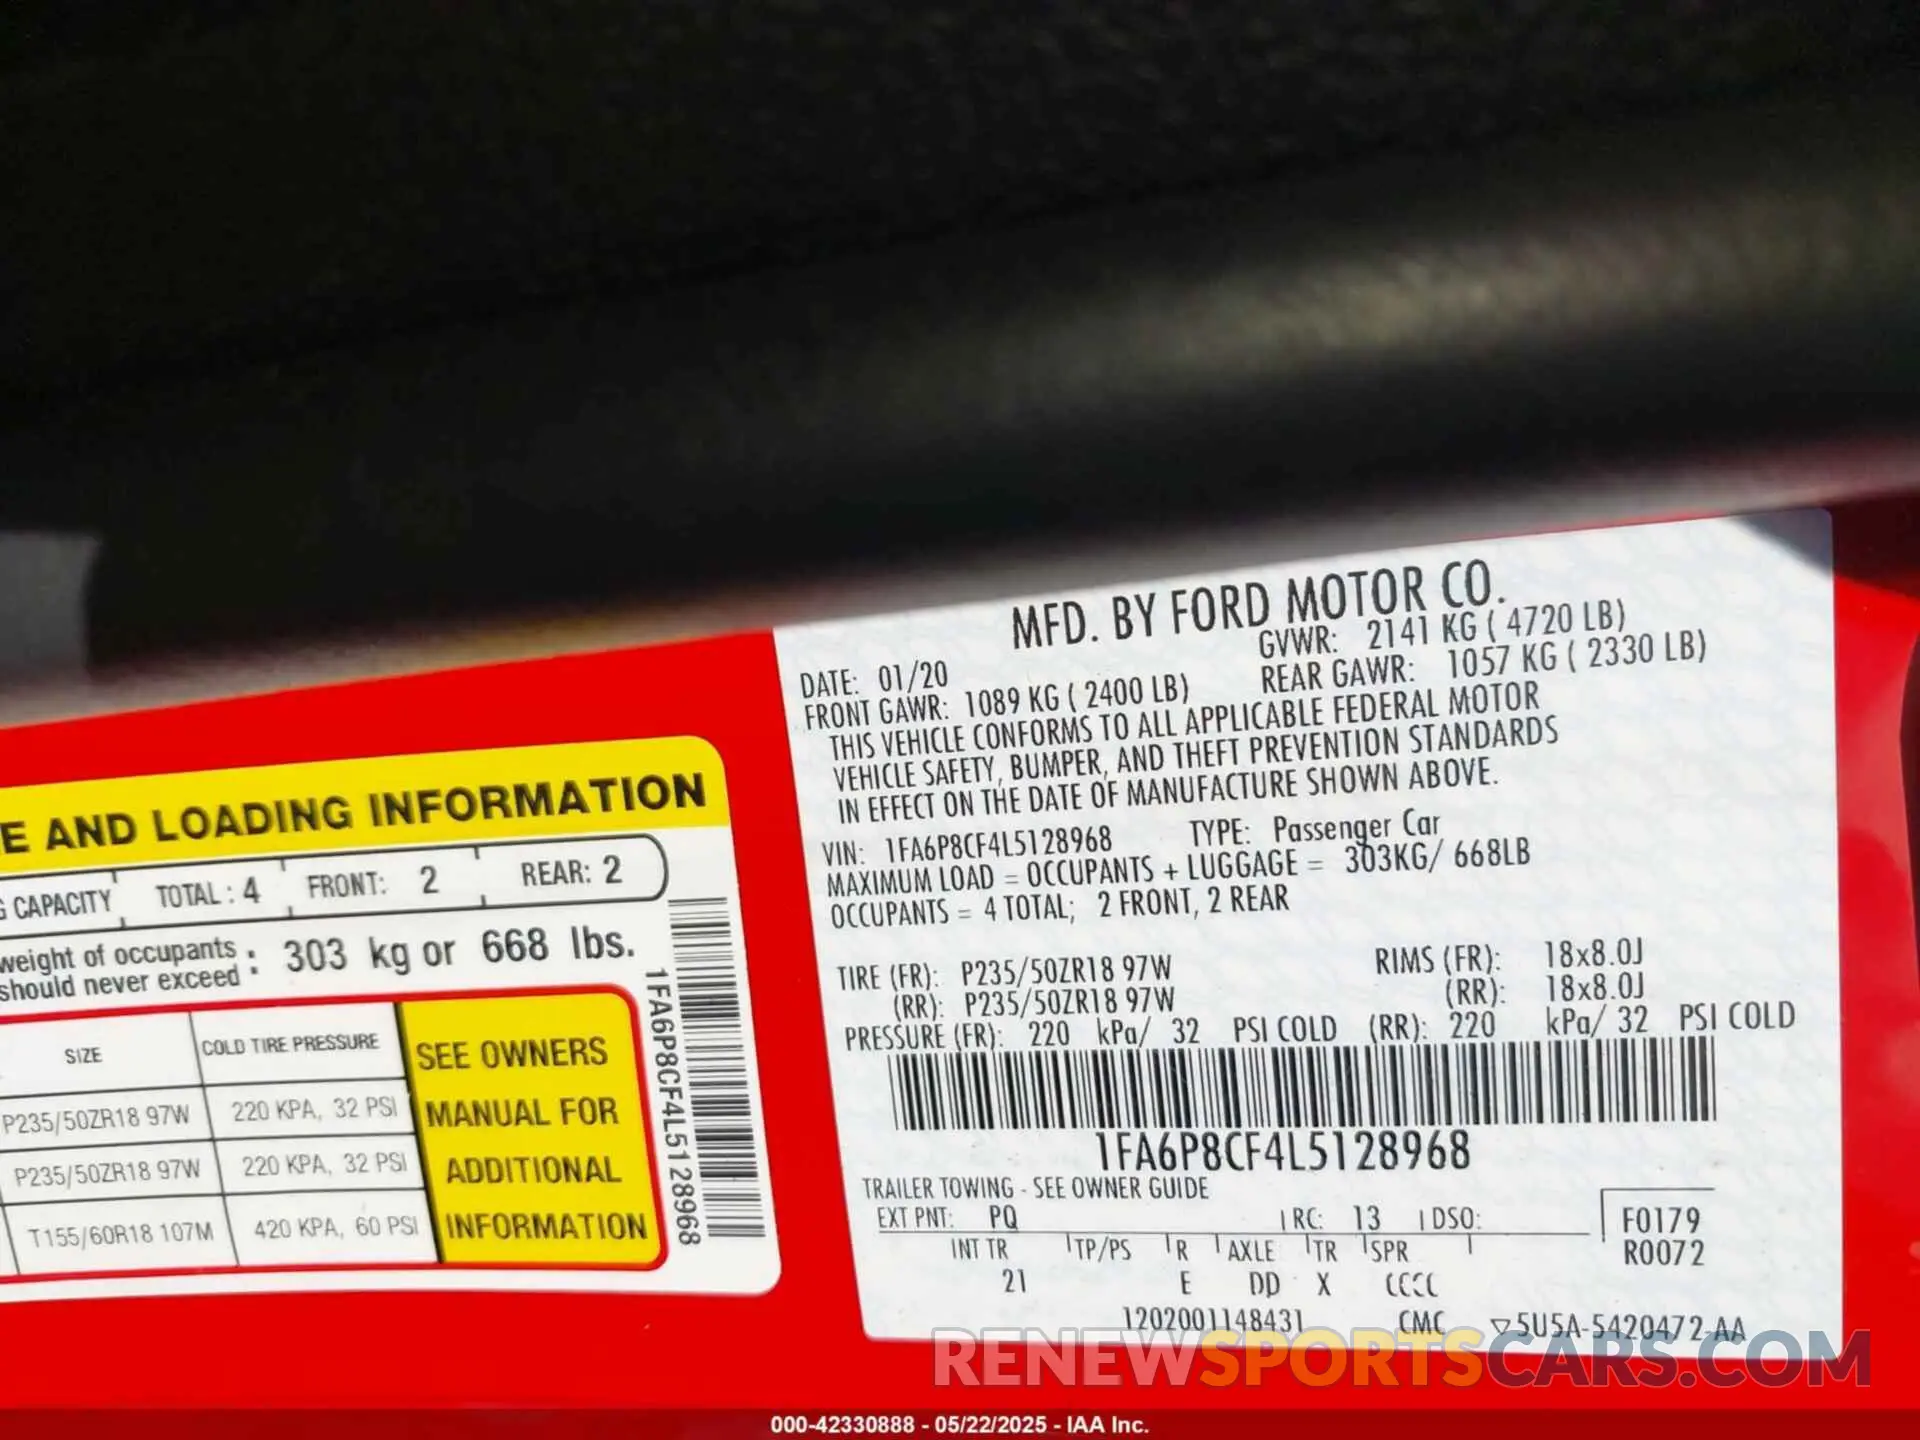 E AND LOADING INFORMATION
CAPACITY TOTAL : 4 FRONT: 2 REAR: 2
weight of occupants : 303 kg or 668 lbs.
should never exceed
SIZE COLD TIRE PRESSURE
P235/50ZR18 97W 220 KPA, 32 PSI
P235/50ZR18 97W 220 KPA, 32 PSI
T155/60R18 107M 420 KPA, 60 PSI
SEE OWNERS
MANUAL FOR
ADDITIONAL
INFORMATION
1FA6P8CF4L5128968
MFD. BY FORD MOTOR CO.
DATE: 01/20 GVWR: 2141 KG ( 4720 LB)
FRONT GAWR: 1089 KG ( 2400 LB) REAR GAWR: 1057 KG ( 2330 LB)
THIS VEHICLE CONFORMS TO ALL APPLICABLE FEDERAL MOTOR
VEHICLE SAFETY, BUMPER, AND THEFT PREVENTION STANDARDS
IN EFFECT ON THE DATE OF MANUFACTURE SHOWN ABOVE.
VIN: 1FA6P8CF4L5128968 TYPE: Passenger Car
MAXIMUM LOAD = OCCUPANTS + LUGGAGE = 303KG/ 668LB
OCCUPANTS = 4 TOTAL; 2 FRONT, 2 REAR
TIRE (FR): P235/50ZR18 97W RIMS (FR): 18x8.0J
(RR): P235/50ZR18 97W (RR): 18x8.0J
PRESSURE (FR): 220 kPa/ 32 PSI COLD (RR): 220 kPa/ 32 PSI COLD
1FA6P8CF4L5128968
TRAILER TOWING - SEE OWNER GUIDE
EXT PNT: PQ RC: 13 DSO: F0179
R0072
INT TR TP/PS R AXLE TR SPR
21 E DD X CCCC
1202001148431 CMC ▽5U5A-5420472-AA
RENEWSPORTSCARS.COM
000-42330888 - 05/22/2025 - IAA Inc.